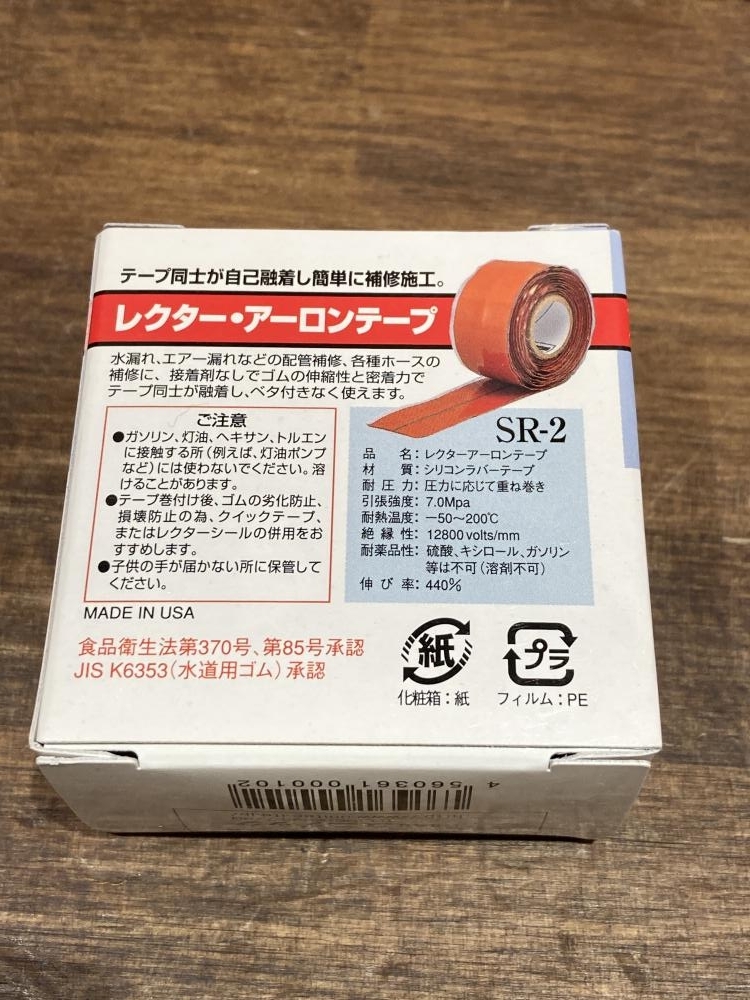 テープ同士が自己融着し簡単に補修施工。
レクター・アーロンテープ
水漏れ、エアー漏れなどの配管補修、各種ホースの
補修に、接着剤なしでゴムの伸縮性と密着力で
テープ同士が融着し、ベタ付きなく使えます。
ご注意
●ガソリン、灯油、ヘキサン、トルエン
に接触する所（例えば、灯油ポンプ
など）には使わないでください。溶
けることがあります。
●テープ巻付け後、ゴムの劣化防止、
損壊防止の為、クイックテープ、
またはレクターシールの併用をお
すすめします。
●子供の手が届かない所に保管して
ください。
SR-2
品名：レクターアーロンテープ
材質：シリコンラバーテープ
耐圧力：圧力に応じて重ね巻き
引張強度：7.0Mpa
耐熱温度：－50〜200℃
絶縁性：12800volts/mm
耐薬品性：硫酸、キシロール、ガソリン
等は不可（溶剤不可）
伸び率：440%
MADE IN USA
食品衛生法第370号、第85号承認
JIS K6353（水道用ゴム）承認
紙
プラ
化粧箱：紙
フィルム：PE
4 560361 000102